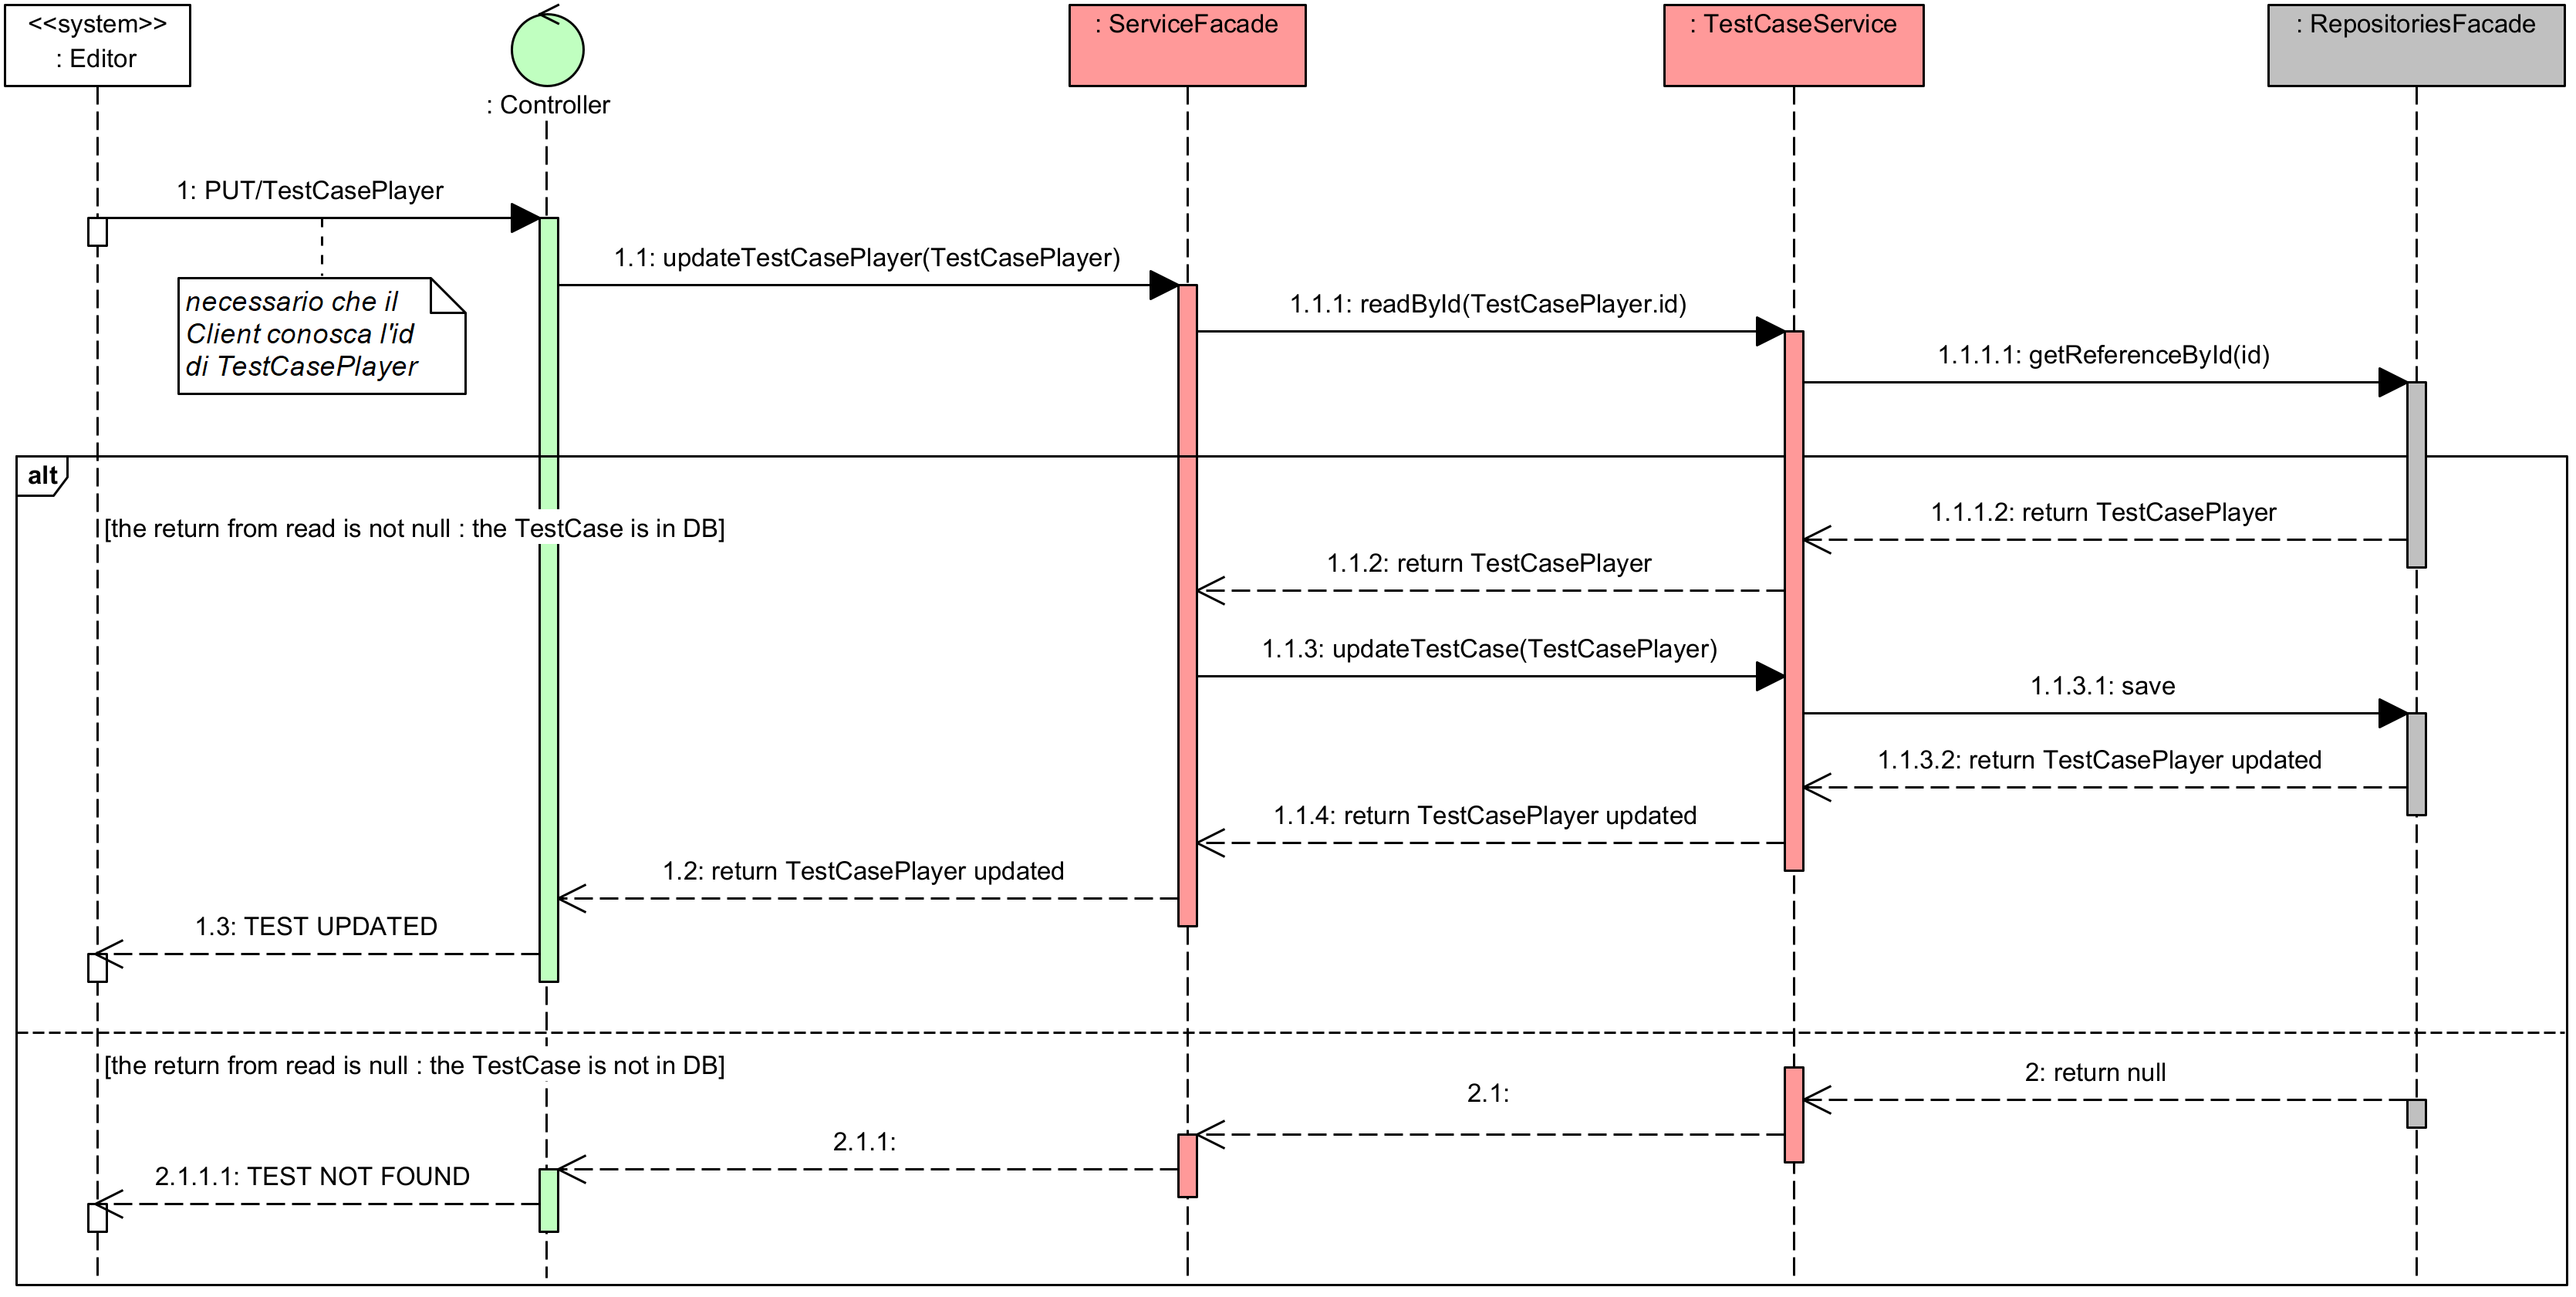 <<system>>
: Editor
: Controller
: ServiceFacade
: TestCaseService
: RepositoriesFacade
1: PUT/TestCasePlayer
necessario che il
Client conosca l'id
di TestCasePlayer
1.1: updateTestCasePlayer(TestCasePlayer)
1.1.1: readById(TestCasePlayer.id)
1.1.1.1: getReferenceById(id)
alt
[the return from read is not null : the TestCase is in DB]
1.1.1.2: return TestCasePlayer
1.1.2: return TestCasePlayer
1.1.3: updateTestCase(TestCasePlayer)
1.1.3.1: save
1.1.3.2: return TestCasePlayer updated
1.1.4: return TestCasePlayer updated
1.2: return TestCasePlayer updated
1.3: TEST UPDATED
[the return from read is null : the TestCase is not in DB]
2: return null
2.1:
2.1.1:
2.1.1.1: TEST NOT FOUND